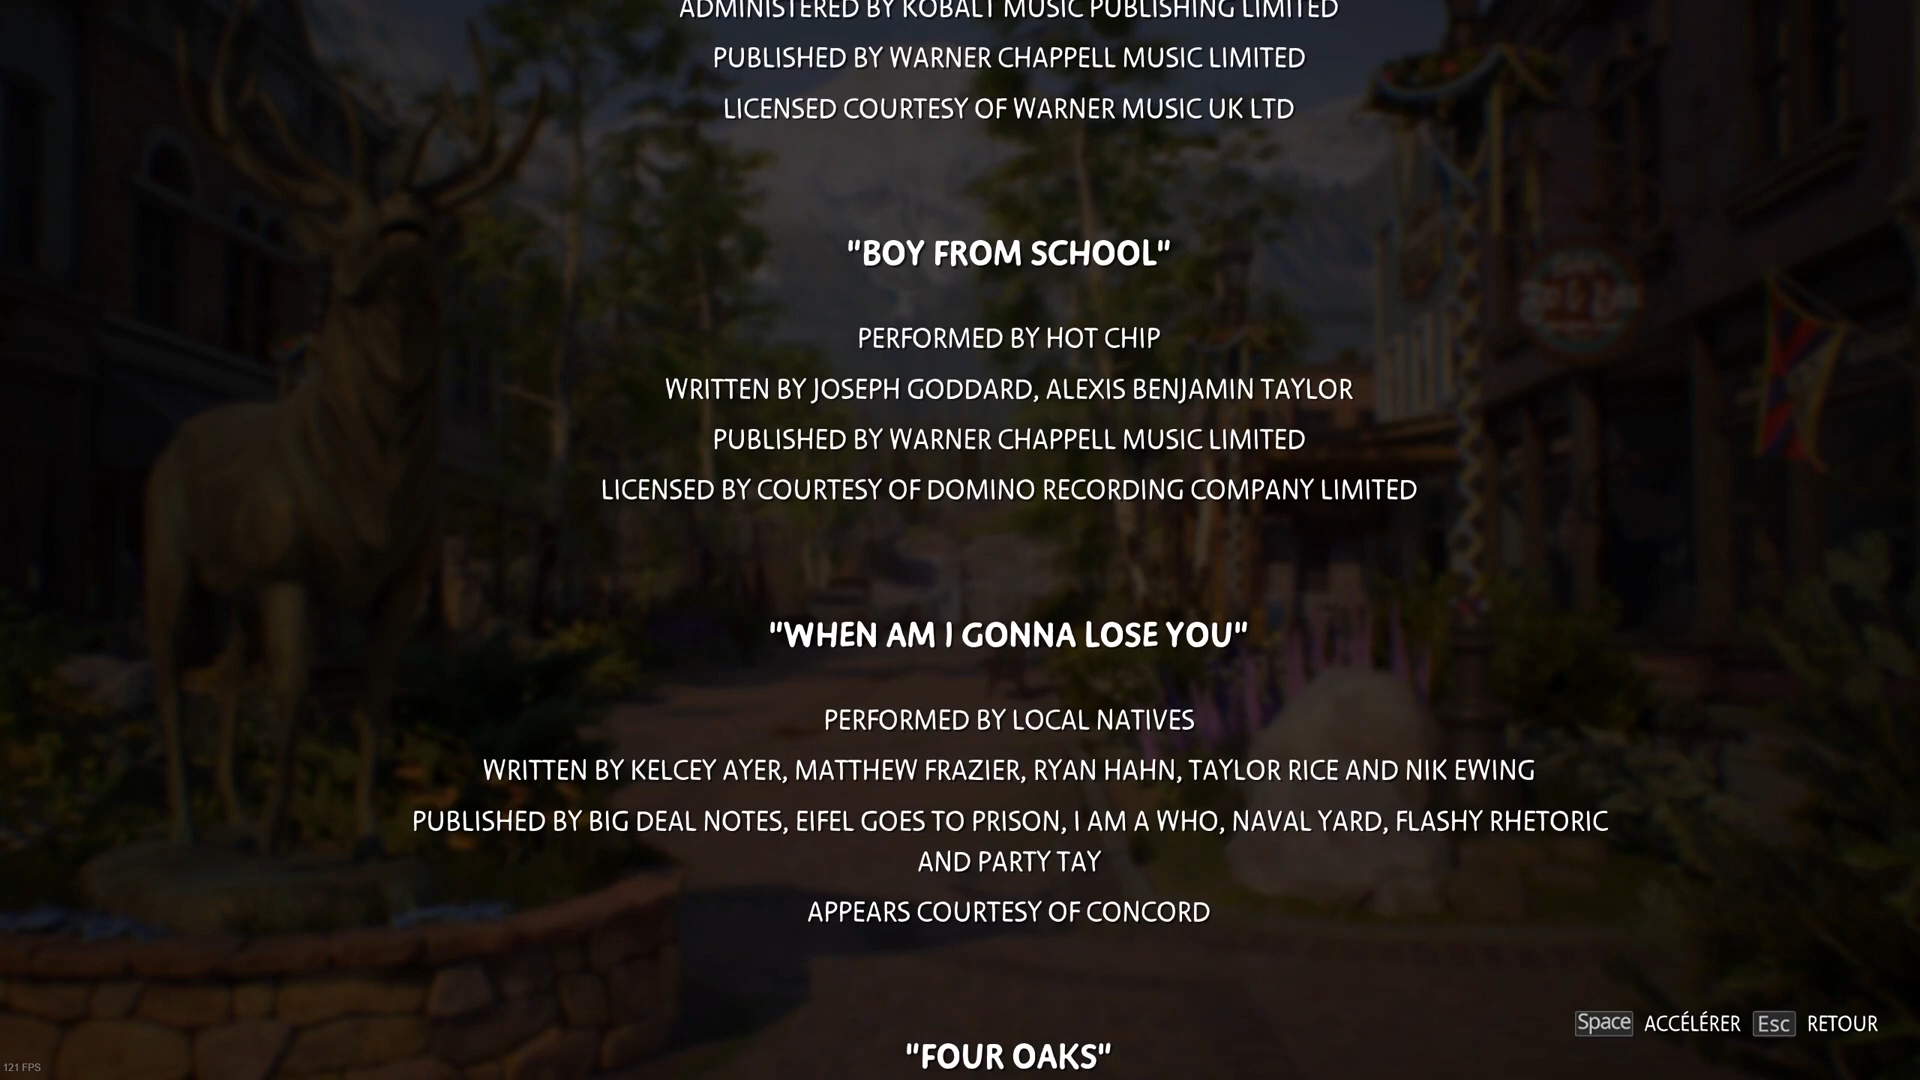 ADMINISTERED BY KOBALT MUSIC PUBLISHING LIMITED
PUBLISHED BY WARNER CHAPPELL MUSIC LIMITED
LICENSED COURTESY OF WARNER MUSIC UK LTD
"BOY FROM SCHOOL"
PERFORMED BY HOT CHIP
WRITTEN BY JOSEPH GODDARD, ALEXIS BENJAMIN TAYLOR
PUBLISHED BY WARNER CHAPPELL MUSIC LIMITED
LICENSED BY COURTESY OF DOMINO RECORDING COMPANY LIMITED
"WHEN AM I GONNA LOSE YOU"
PERFORMED BY LOCAL NATIVES
WRITTEN BY KELCEY AYER, MATTHEW FRAZIER, RYAN HAHN, TAYLOR RICE AND NIK EWING
PUBLISHED BY BIG DEAL NOTES, EIFEL GOES TO PRISON, I AM A WHO, NAVAL YARD, FLASHY RHETORIC
AND PARTY TAY
APPEARS COURTESY OF CONCORD
Space ACCÉLÉRER Esc RETOUR
"FOUR OAKS"
121 FPS